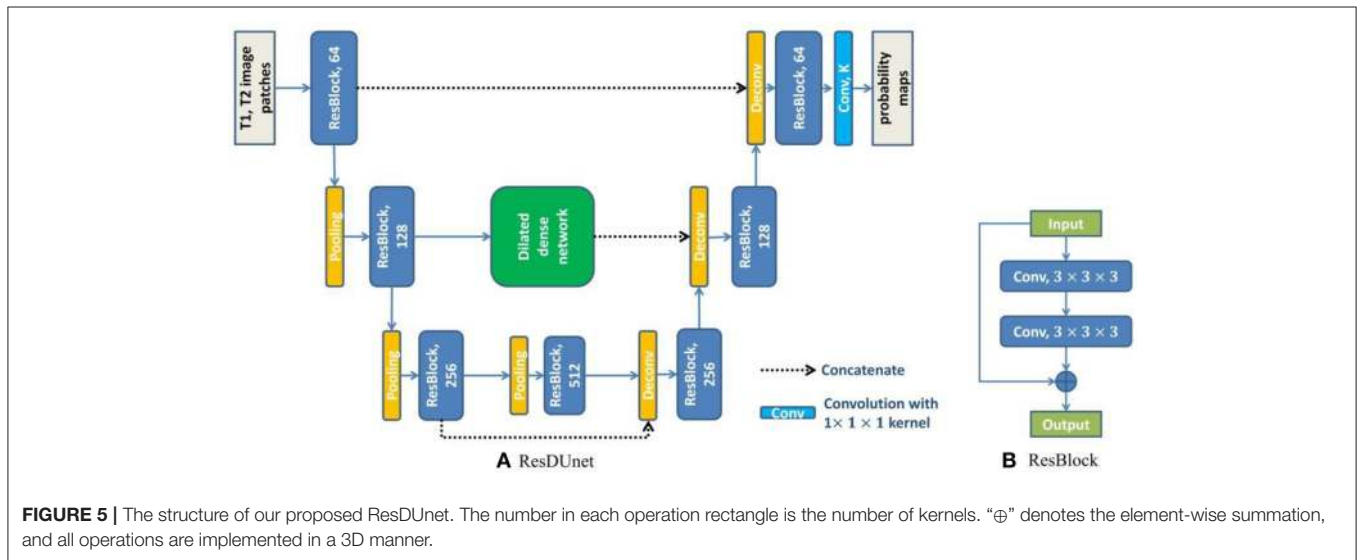 T1, T2 image
patches
ResBlock, 64
Deconv
ResBlock, 64
Conv, K
probability
maps
Pooling
ResBlock,
128
Dilated
dense
network
Deconv
ResBlock,
128
Pooling
ResBlock,
256
Pooling
ResBlock,
512
Deconv
ResBlock,
256
Concatenate
Conv
Convolution with
1× 1 × 1 kernel
A ResDUnet
Input
Conv, 3 × 3 × 3
Conv, 3 × 3 × 3
Output
B ResBlock
FIGURE 5 | The structure of our proposed ResDUnet. The number in each operation rectangle is the number of kernels. “⊕” denotes the element-wise summation,
and all operations are implemented in a 3D manner.